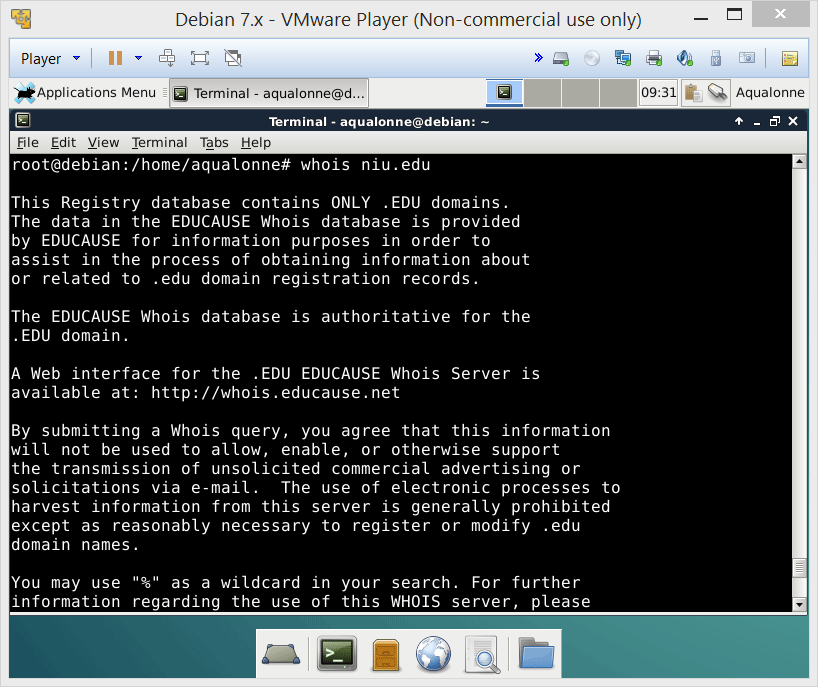 Debian 7.x - VMware Player (Non-commercial use only)
Player
Applications Menu
Terminal - aqualonne@d...
09:31
Aqualonne
Terminal - aqualonne@debian: ~
File Edit View Terminal Tabs Help
root@debian:/home/aqualonne# whois niu.edu
This Registry database contains ONLY .EDU domains.
The data in the EDUCAUSE Whois database is provided
by EDUCAUSE for information purposes in order to
assist in the process of obtaining information about
or related to .edu domain registration records.
The EDUCAUSE Whois database is authoritative for the
.EDU domain.
A Web interface for the .EDU EDUCAUSE Whois Server is
available at: http://whois.educause.net
By submitting a Whois query, you agree that this information
will not be used to allow, enable, or otherwise support
the transmission of unsolicited commercial advertising or
solicitations via e-mail.  The use of electronic processes to
harvest information from this server is generally prohibited
except as reasonably necessary to register or modify .edu
domain names.
You may use "%" as a wildcard in your search. For further
information regarding the use of this WHOIS server, please